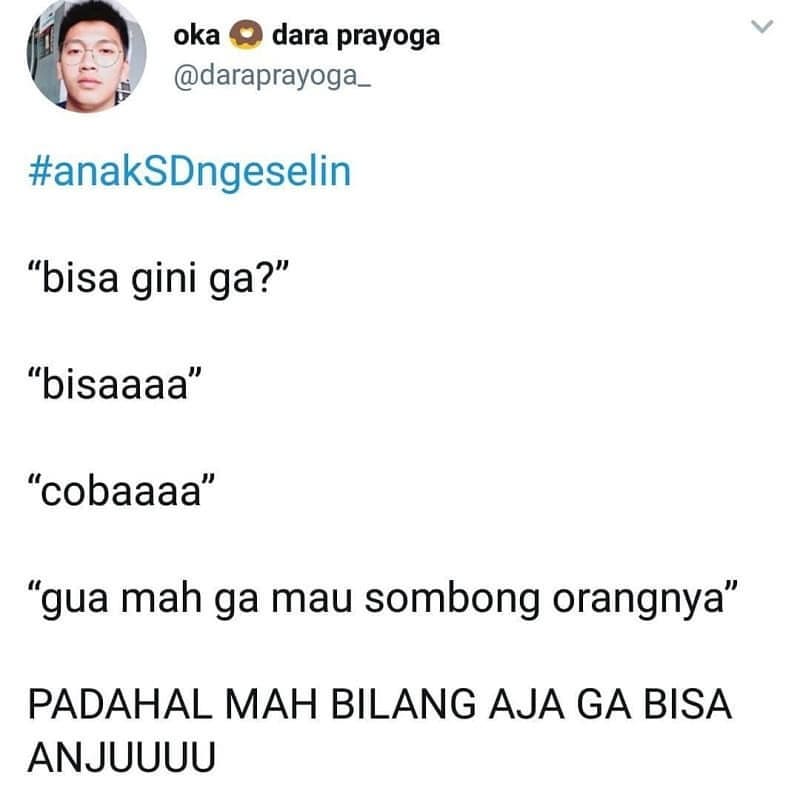 oka 🍩 dara prayoga
@daraprayoga_
#anakSDngeselin
“bisa gini ga?”
“bisaaaa”
“cobaaaa”
“gua mah ga mau sombong orangnya”
PADAHAL MAH BILANG AJA GA BISA
ANJUUUU